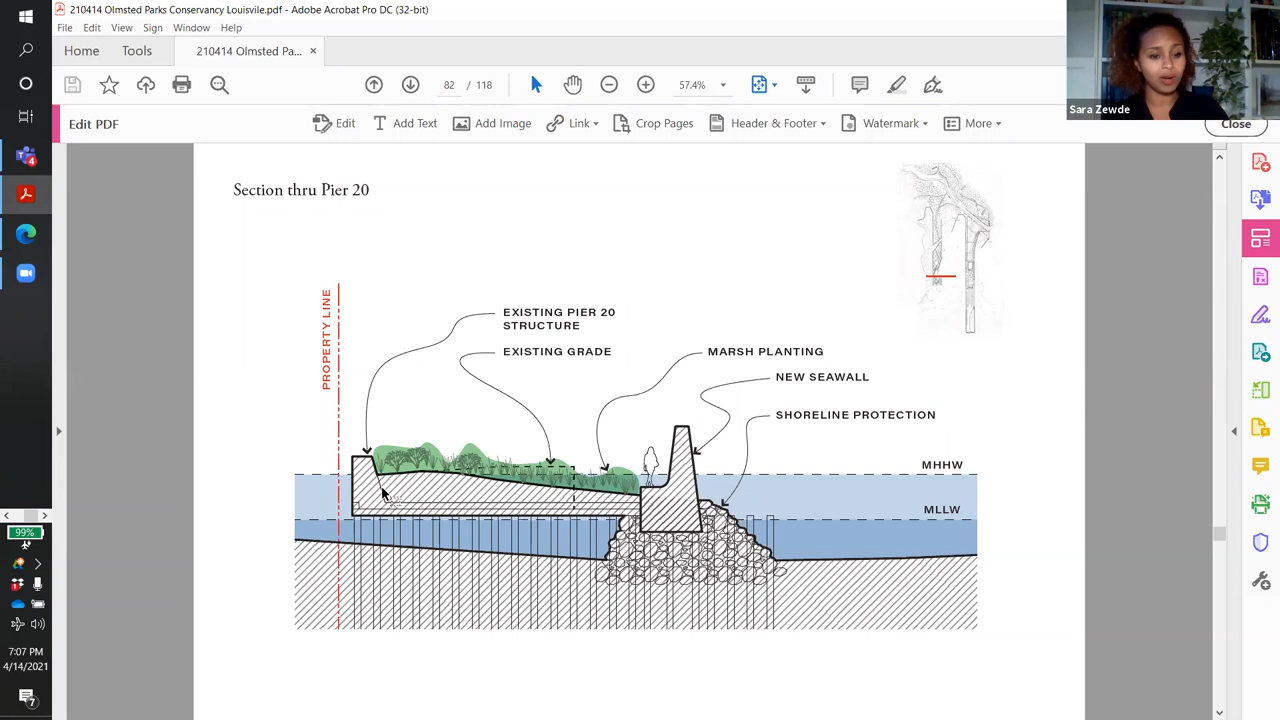 210414 Olmsted Parks Conservancy Louisvile.pdf - Adobe Acrobat Pro DC (32-bit)
File Edit View Sign Window Help
Home Tools 210414 Olmsted Pa... ×
82 / 118 57.4%
Sara Zewde
Edit PDF Edit Add Text Add Image Link Crop Pages Header & Footer Watermark More Close
Section thru Pier 20
PROPERTY LINE
EXISTING PIER 20
STRUCTURE
EXISTING GRADE
MARSH PLANTING
NEW SEAWALL
SHORELINE PROTECTION
MHHW
MLLW
4
99%
7:07 PM
4/14/2021
7